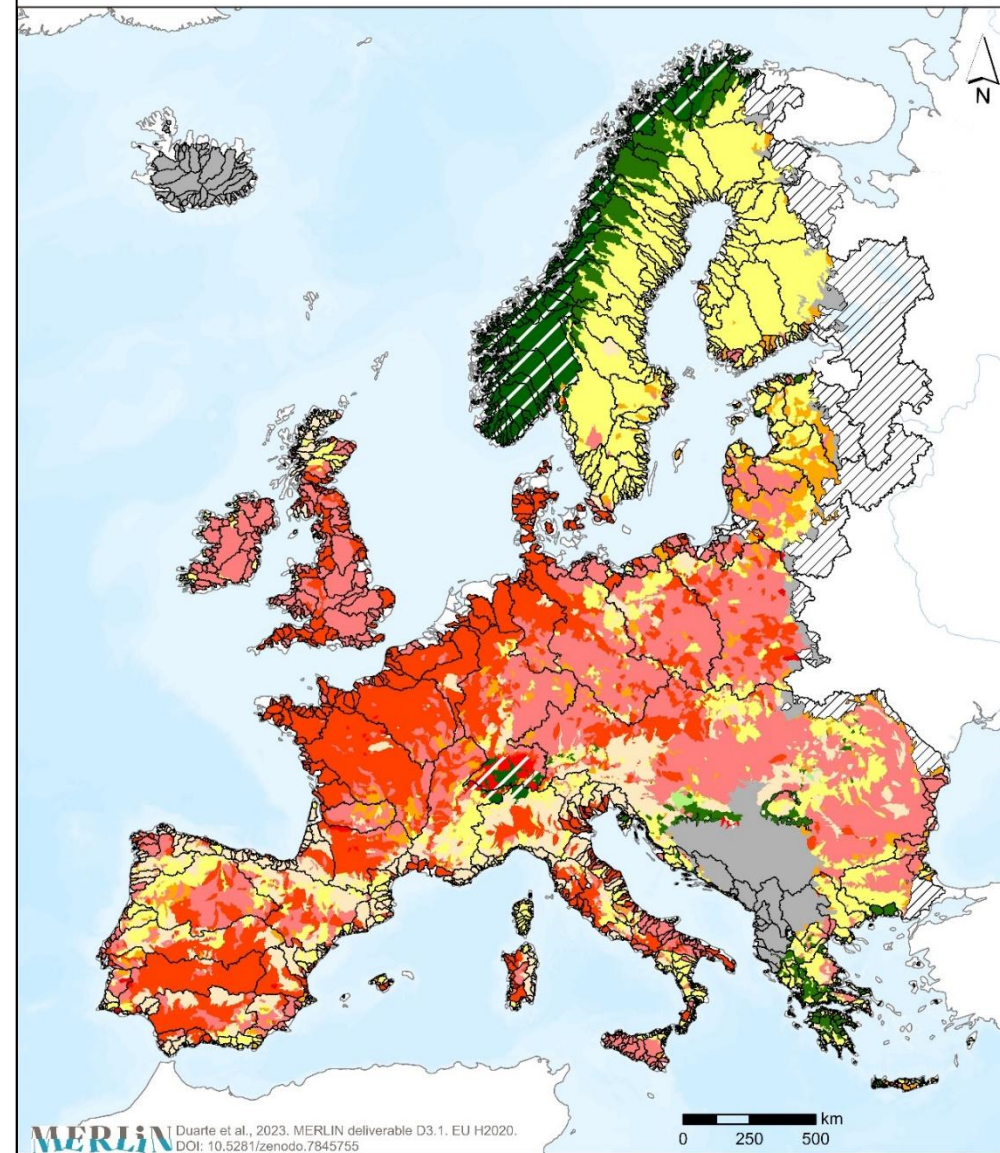 N
km
0 250 500
MERLiN
Duarte et al., 2023. MERLIN deliverable D3.1. EU H2020.
DOI: 10.5281/zenodo.7845755